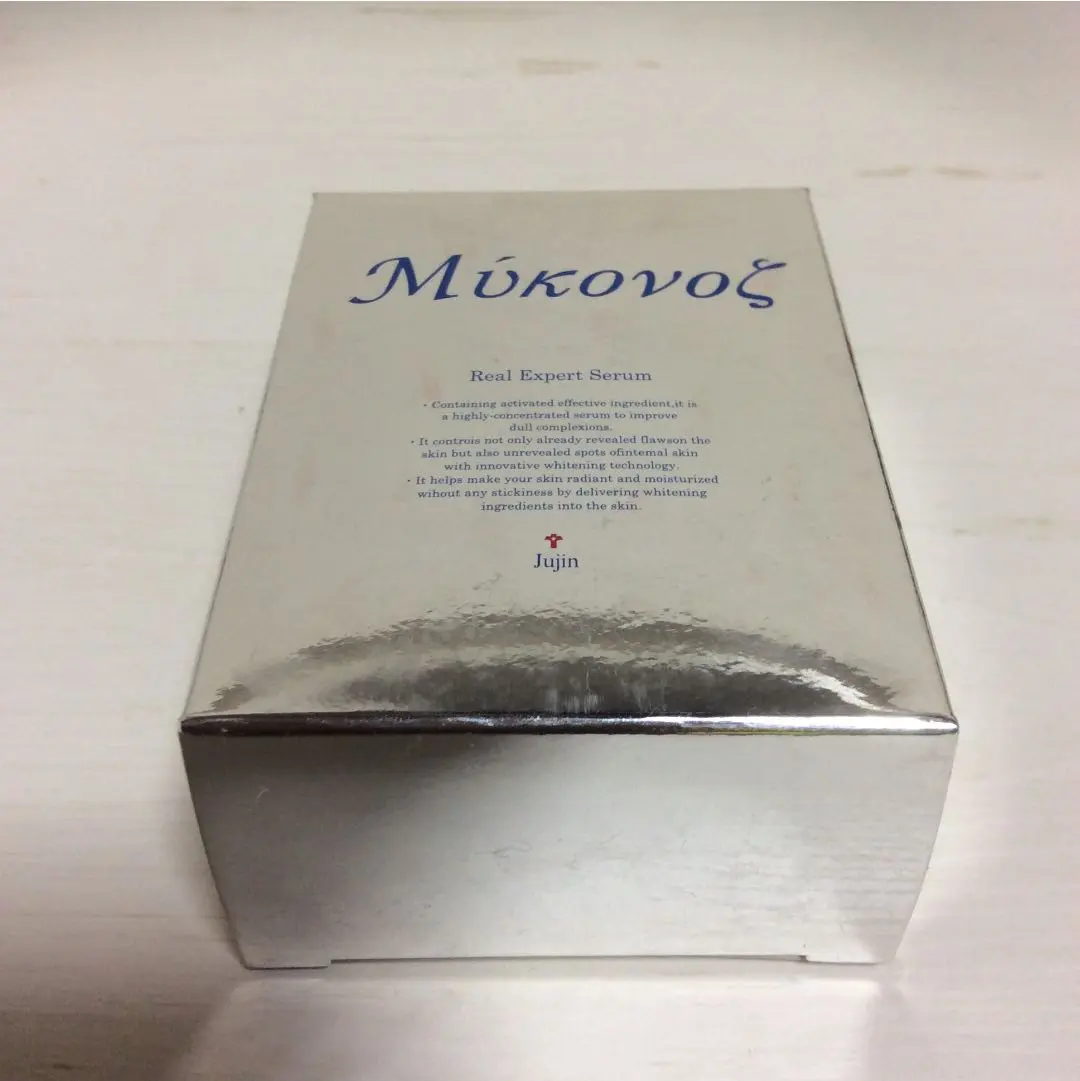 Μύκονοζ
Real Expert Serum
・Containing activated effective ingredient,it is
a highly-concentrated serum to improve
dull complexions.
・It controis not only already revealed flawson the
skin but also unrevealed spots ofintemal skin
with innovative whitening technology.
・It helps make your skin radiant and moisturized
wihout any stickiness by delivering whitening
ingredients into the skin.
Jujin